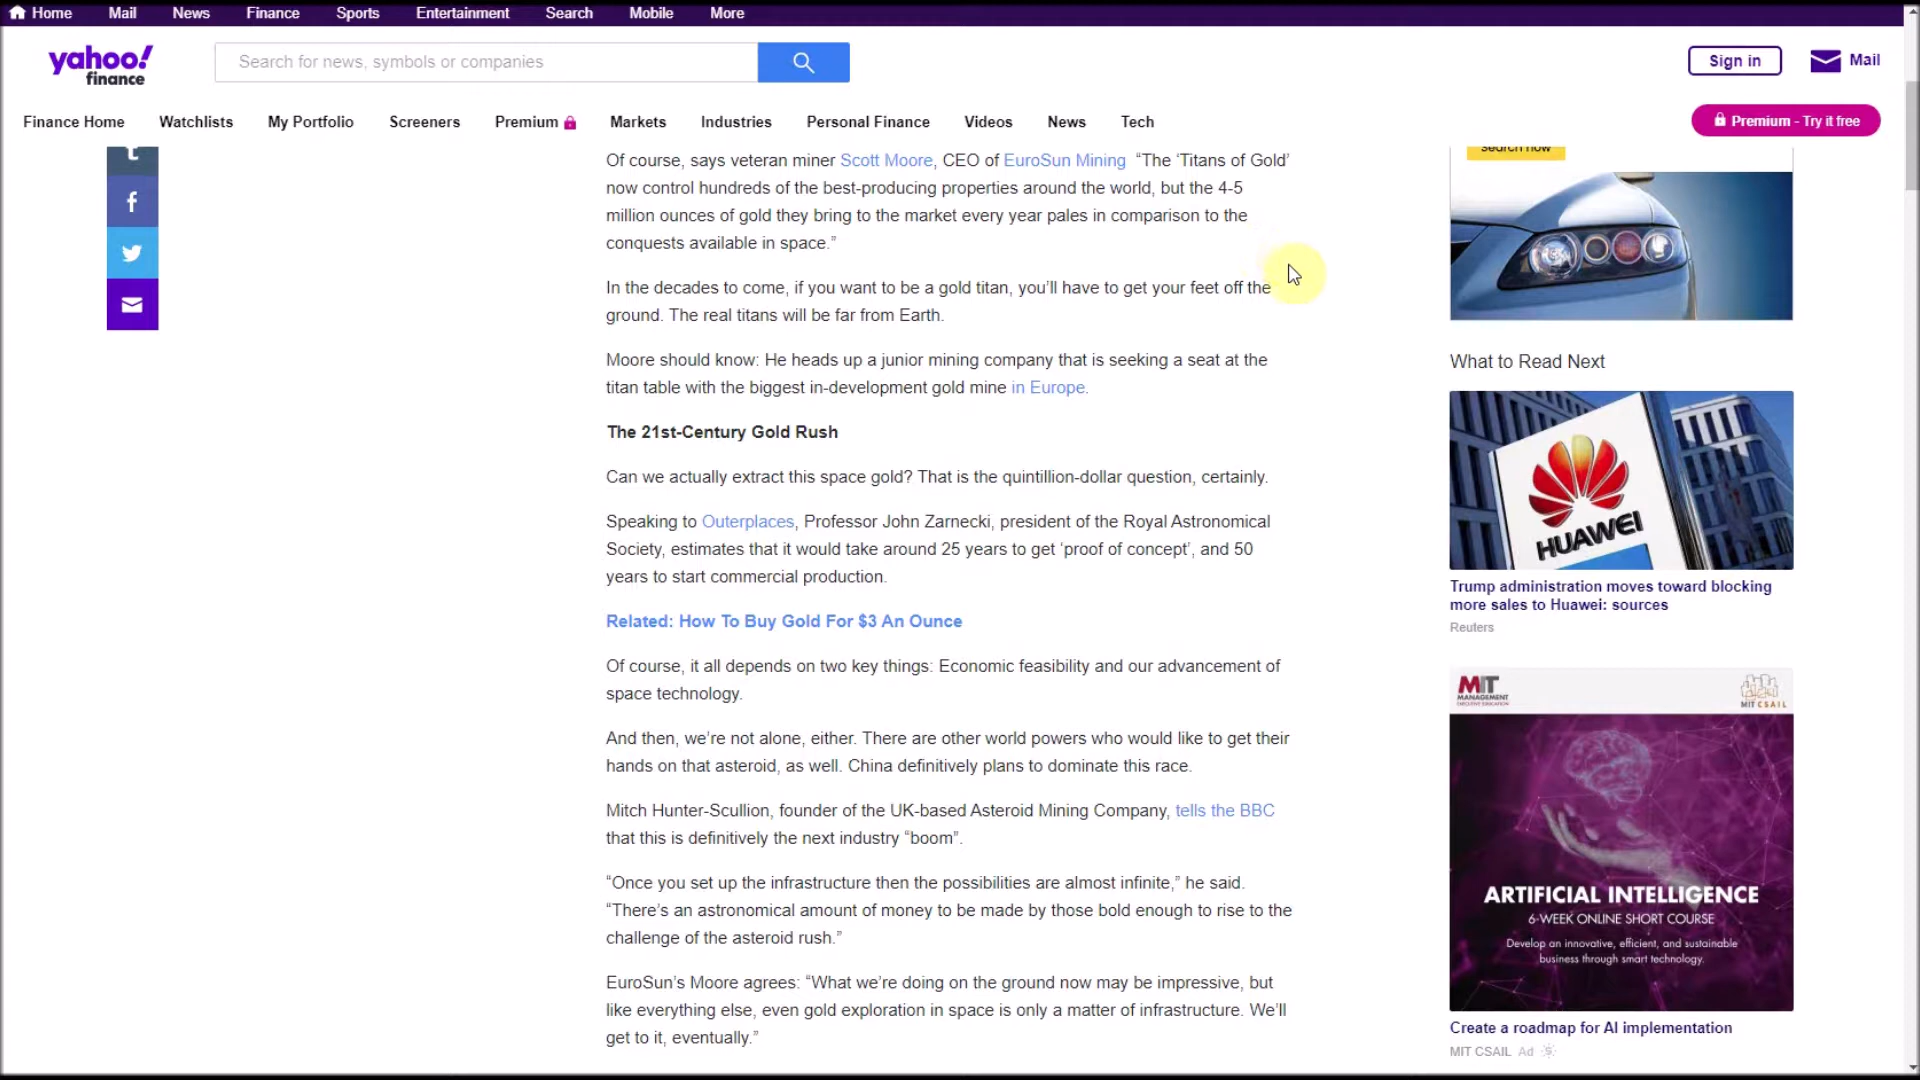 Home Mail News Finance Sports Entertainment Search Mobile More
yahoo!
finance
Search for news, symbols or companies
Sign in
Mail
Finance Home Watchlists My Portfolio Screeners Premium Markets Industries Personal Finance Videos News Tech
Premium - Try it free
t
f
Of course, says veteran miner Scott Moore, CEO of EuroSun Mining “The ‘Titans of Gold’
now control hundreds of the best-producing properties around the world, but the 4-5
million ounces of gold they bring to the market every year pales in comparison to the
conquests available in space.”
In the decades to come, if you want to be a gold titan, you’ll have to get your feet off the
ground. The real titans will be far from Earth.
Moore should know: He heads up a junior mining company that is seeking a seat at the
titan table with the biggest in-development gold mine in Europe.
The 21st-Century Gold Rush
Can we actually extract this space gold? That is the quintillion-dollar question, certainly.
Speaking to Outerplaces, Professor John Zarnecki, president of the Royal Astronomical
Society, estimates that it would take around 25 years to get ‘proof of concept’, and 50
years to start commercial production.
Related: How To Buy Gold For $3 An Ounce
Of course, it all depends on two key things: Economic feasibility and our advancement of
space technology.
And then, we’re not alone, either. There are other world powers who would like to get their
hands on that asteroid, as well. China definitively plans to dominate this race.
Mitch Hunter-Scullion, founder of the UK-based Asteroid Mining Company, tells the BBC
that this is definitively the next industry “boom”.
“Once you set up the infrastructure then the possibilities are almost infinite,” he said.
“There’s an astronomical amount of money to be made by those bold enough to rise to the
challenge of the asteroid rush.”
EuroSun’s Moore agrees: “What we’re doing on the ground now may be impressive, but
like everything else, even gold exploration in space is only a matter of infrastructure. We’ll
get to it, eventually.”
Search now
What to Read Next
HUAWEI
Trump administration moves toward blocking
more sales to Huawei: sources
Reuters
MIT
MANAGEMENT
EXECUTIVE EDUCATION
MIT CSAIL
ARTIFICIAL INTELLIGENCE
6-WEEK ONLINE SHORT COURSE
Develop an innovative, efficient, and sustainable
business through smart technology.
Create a roadmap for AI implementation
MIT CSAIL Ad